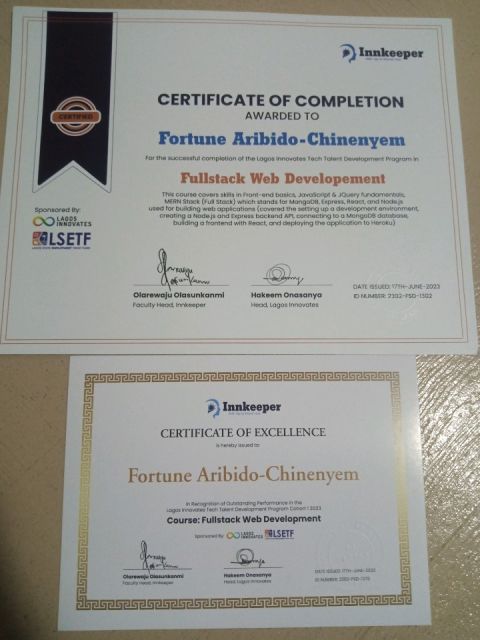 Innkeeper
CERTIFICATE OF COMPLETION
AWARDED TO
Fortune Aribido-Chinenyem
For the successful completion of the Lagos Innovates Tech Talent Development Program in
Fullstack Web Developement
This course covers skills in Front-end basics, JavaScript & JQuery fundamentals,
MERN Stack (Full Stack) which stands for MongoDB, Express, React, and Node.js
used for building web applications (covered the setting up a development environment,
creating a Node.js and Express backend API, connecting to a MongoDB database,
building a frontend with React, and deploying the application to Heroku)
CERTIFIED
Sponsored By:
LAGOS
INNOVATES
LSETF
LAGOS STATE EMPLOYMENT TRUST FUND
Olarewaju Olasunkanmi
Faculty Head, Innkeeper
Hakeem Onasanya
Head, Lagos Innovates
DATE ISSUED: 17TH-JUNE-2023
ID NUMBER: 2302-FSD-1302
Innkeeper
CERTIFICATE OF EXCELLENCE
is hereby issued to:
Fortune Aribido-Chinenyem
In Recognition of Outstanding Performance in the
Lagos Innovates Tech Talent Development Program Cohort 1 2023
Course: Fullstack Web Development
Sponsored By:
LAGOS
INNOVATES
LSETF
Olarewaju Olasunkanmi
Faculty Head, Innkeeper
Hakeem Onasanya
Head, Lagos Innovates
DATE ISSUED: 17TH-JUNE-2023
ID NUMBER: